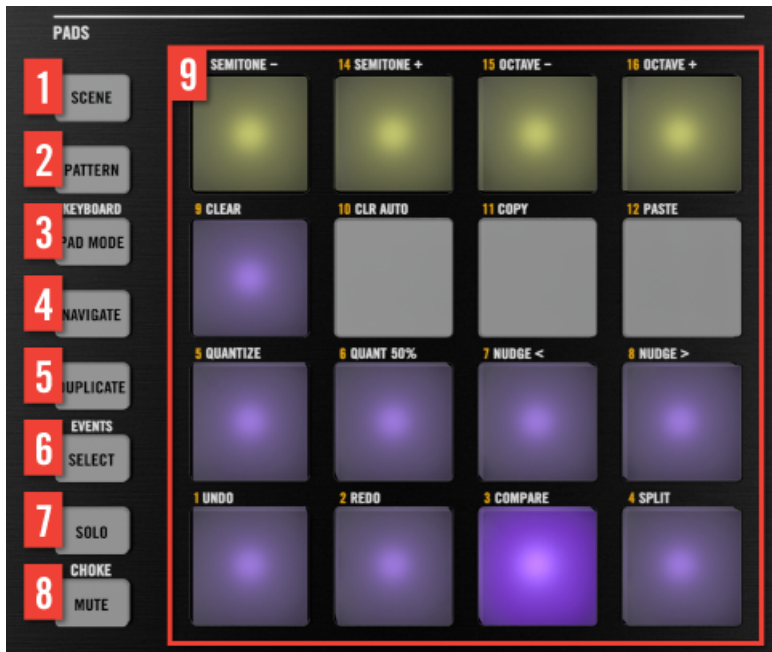 PADS
1 SCENE
2 PATTERN
KEYBOARD
3 PAD MODE
4 NAVIGATE
5 DUPLICATE
EVENTS
6 SELECT
7 SOLO
CHOKE
8 MUTE
9 SEMITONE – 14 SEMITONE + 15 OCTAVE – 16 OCTAVE +
9 CLEAR 10 CLR AUTO 11 COPY 12 PASTE
5 QUANTIZE 6 QUANT 50% 7 NUDGE < 8 NUDGE >
1 UNDO 2 REDO 3 COMPARE 4 SPLIT